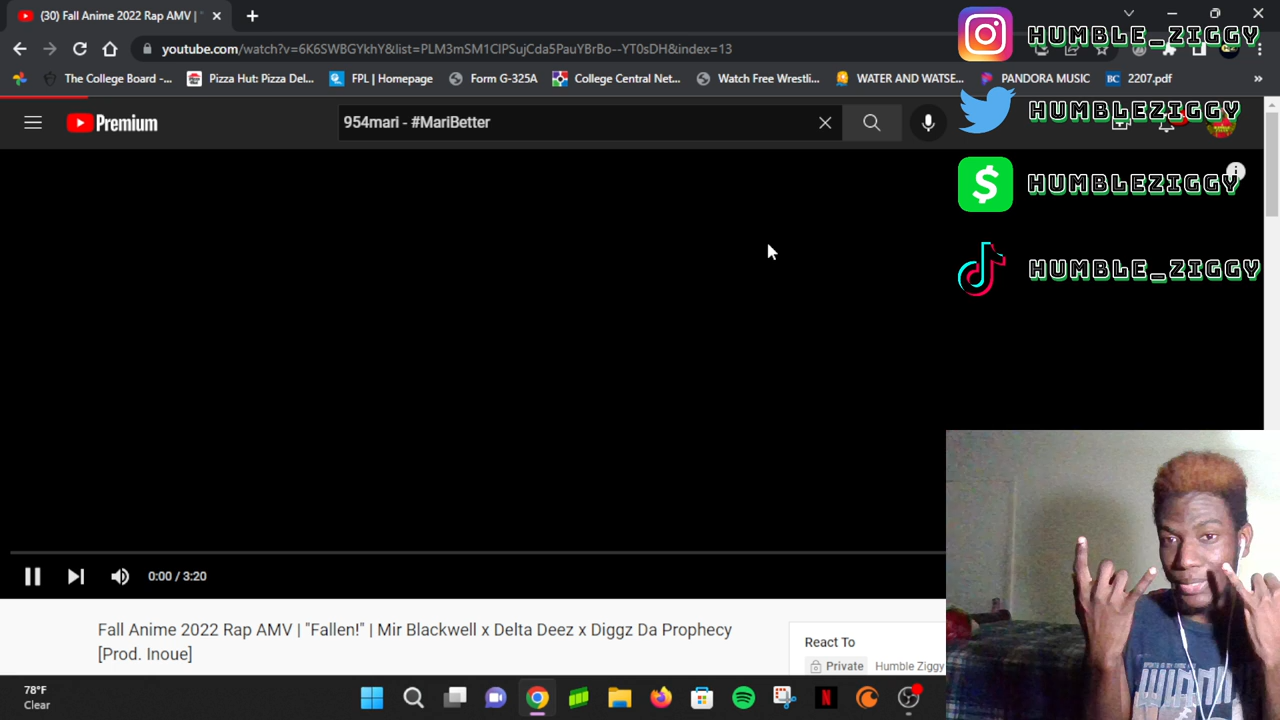 (30) Fall Anime 2022 Rap AMV | "
youtube.com/watch?v=6K6SWBGYkhY&list=PLM3mSM1CIPSujCda5PauYBrBo--YT0sDH&index=13
The College Board -... Pizza Hut: Pizza Del... FPL | Homepage Form G-325A College Central Net... Watch Free Wrestli... WATER AND WATSE... PANDORA MUSIC BC 2207.pdf »
Premium
954mari - #MariBetter
HUMBLE_ZIGGY
HUMBLEZIGGY
HUMBLEZIGGY
HUMBLE_ZIGGY
0:00 / 3:20
Fall Anime 2022 Rap AMV | "Fallen!" | Mir Blackwell x Delta Deez x Diggz Da Prophecy
[Prod. Inoue]
React To
Private Humble Ziggy
78°F
Clear